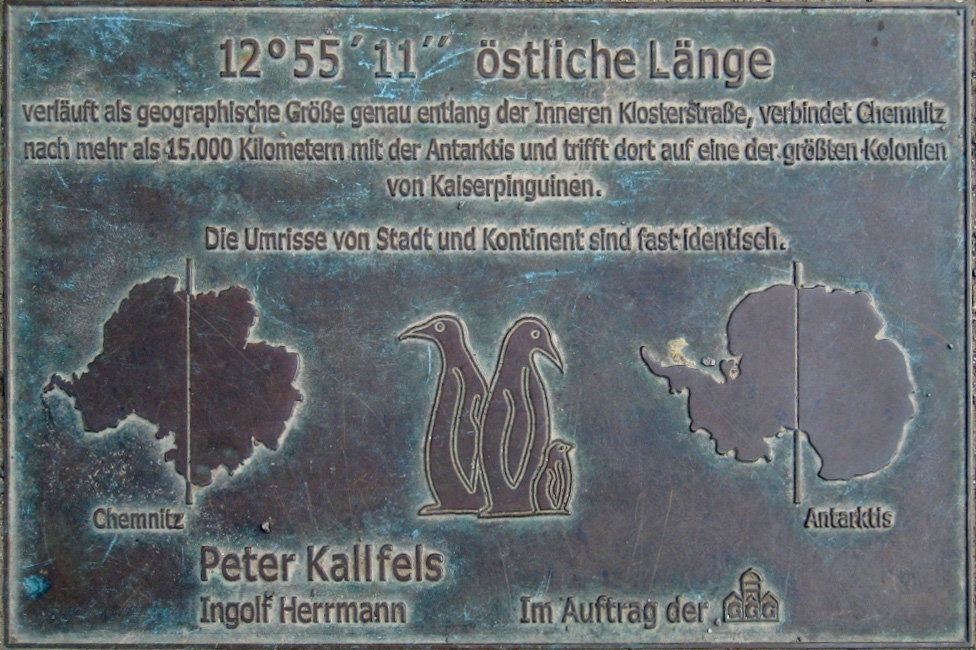 12°55´11´´ östliche Länge
verläuft als geographische Größe genau entlang der Inneren Klosterstraße, verbindet Chemnitz
nach mehr als 15.000 Kilometern mit der Antarktis und trifft dort auf eine der größten Kolonien
von Kaiserpinguinen.
Die Umrisse von Stadt und Kontinent sind fast identisch.
Chemnitz
Antarktis
Peter Kallfels
Ingolf Herrmann
Im Auftrag der GGG